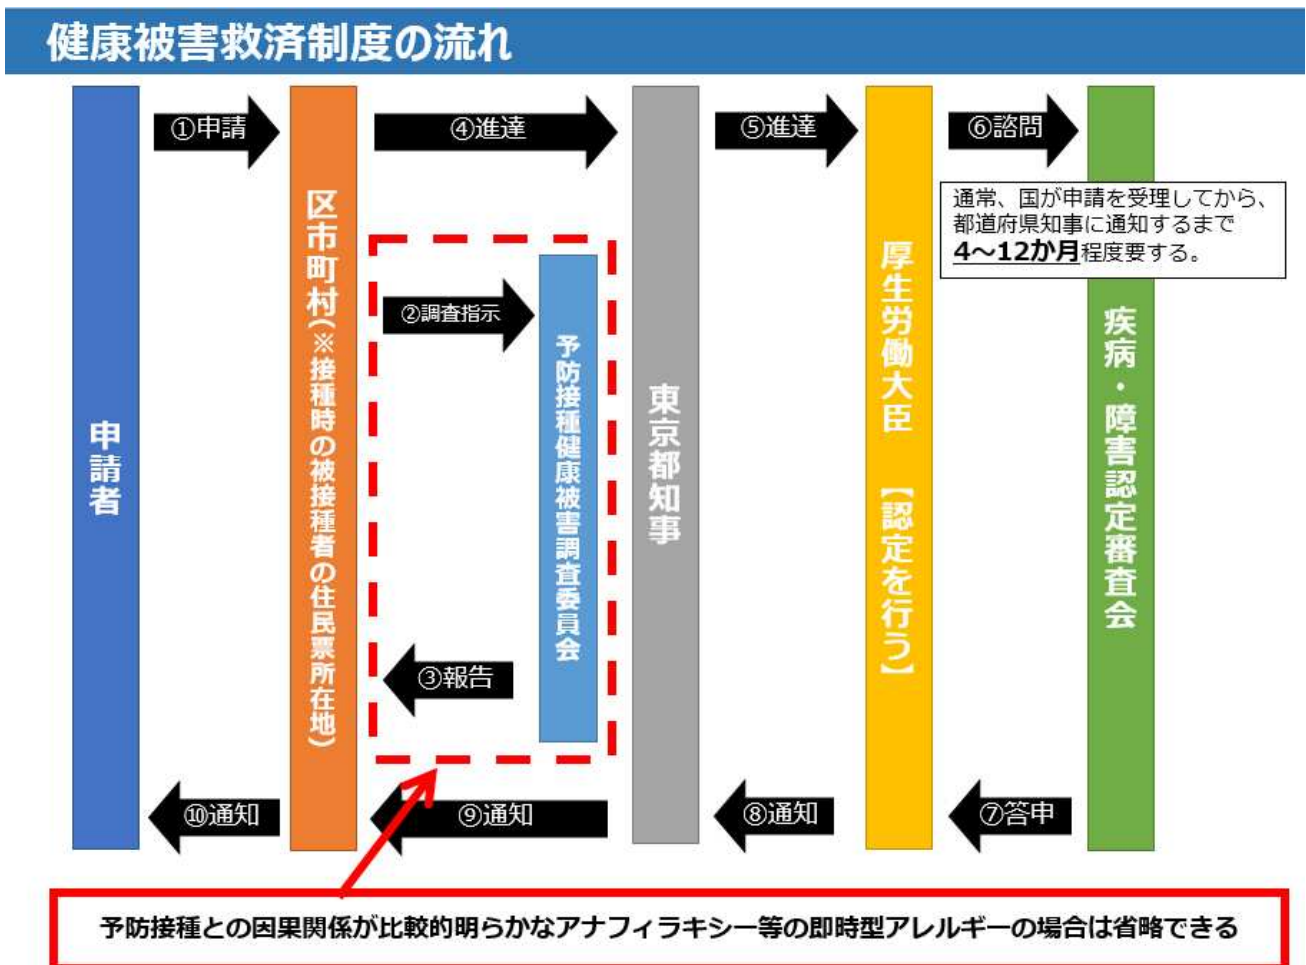 健康被害救済制度の流れ
①申請
④進達
⑤進達
⑥諮問
通常、国が申請を受理してから、
都道府県知事に通知するまで
4～12か月程度要する。
申請者
区市町村(※接種時の被接種者の住民票所在地)
②調査指示
予防接種健康被害調査委員会
③報告
東京都知事
厚生労働大臣 【認定を行う】
疾病・障害認定審査会
⑩通知
⑨通知
⑧通知
⑦答申
予防接種との因果関係が比較的明らかなアナフィラキシー等の即時型アレルギーの場合は省略できる